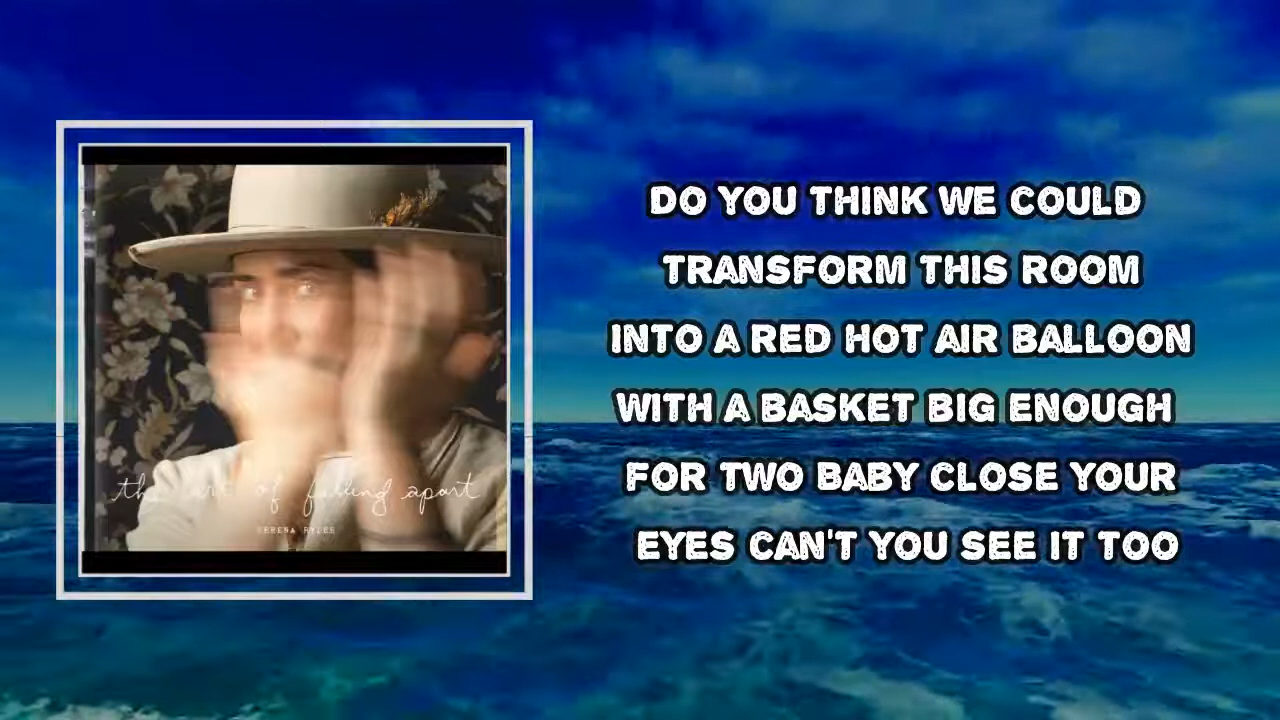 the art of falling apart
SERENA RYDER
DO YOU THINK WE COULD
TRANSFORM THIS ROOM
INTO A RED HOT AIR BALLOON
WITH A BASKET BIG ENOUGH
FOR TWO BABY CLOSE YOUR
EYES CAN'T YOU SEE IT TOO